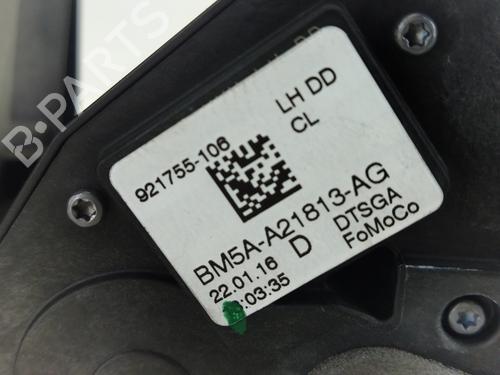 LH DD
CL
921755-106
BM5A-A21813-AG
22.01.16 D DTSGA
:03:35 FoMoCo
B-PARTS